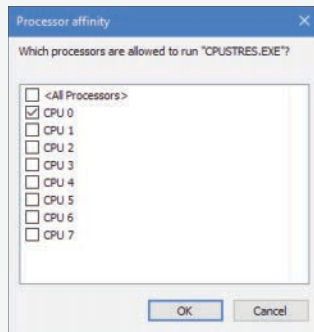 Processor affinity
Which processors are allowed to run "CPUSTRES.EXE"?
<All Processors>
CPU 0
CPU 1
CPU 2
CPU 3
CPU 4
CPU 5
CPU 6
CPU 7
OK Cancel